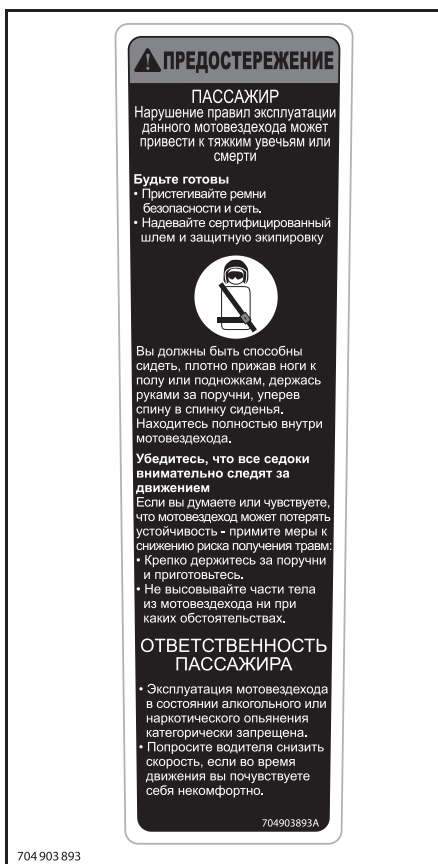 ПРЕДОСТЕРЕЖЕНИЕ
ПАССАЖИР
Нарушение правил эксплуатации
данного мотовездехода может
привести к тяжким увечьям или
смерти
Будьте готовы
• Пристегивайте ремни
безопасности и сеть.
• Надевайте сертифицированный
шлем и защитную экипировку
Вы должны быть способны
сидеть, плотно прижав ноги к
полу или подножкам, держась
руками за поручни, уперев
спину в спинку сиденья.
Находитесь полностью внутри
мотовездехода.
Убедитесь, что все седоки
внимательно следят за
движением
Если вы думаете или чувствуете,
что мотовездеход может потерять
устойчивость - примите меры к
снижению риска получения травм:
• Крепко держитесь за поручни
и приготовьтесь.
• Не высовывайте части тела
из мотовездехода ни при
каких обстоятельствах.
ОТВЕТСТВЕННОСТЬ
ПАССАЖИРА
• Эксплуатация мотовездехода
в состоянии алкогольного или
наркотического опьянения
категорически запрещена.
• Попросите водителя снизить
скорость, если во время
движения вы почувствуете
себя некомфортно.
704903893A
704 903 893